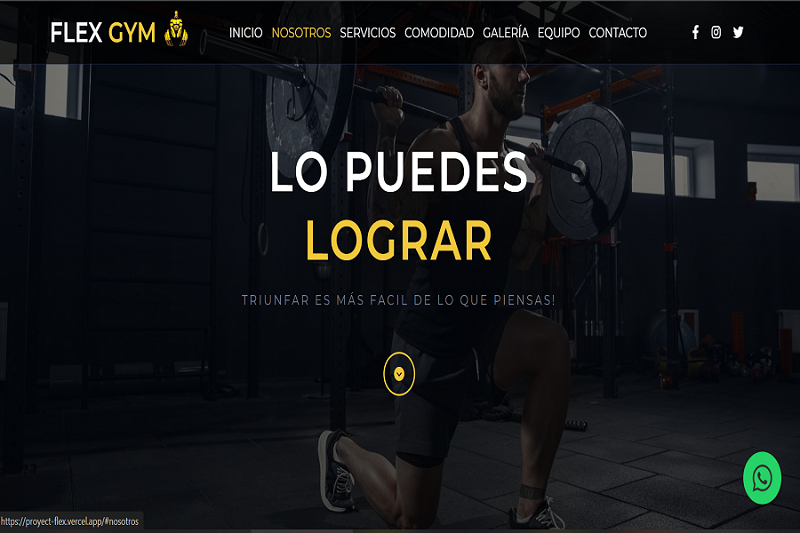 FLEX GYM
INICIO NOSOTROS SERVICIOS COMODIDAD GALERÍA EQUIPO CONTACTO
LO PUEDES
LOGRAR
TRIUNFAR ES MÁS FACIL DE LO QUE PIENSAS!
https://proyect-flex.vercel.app/#nosotros